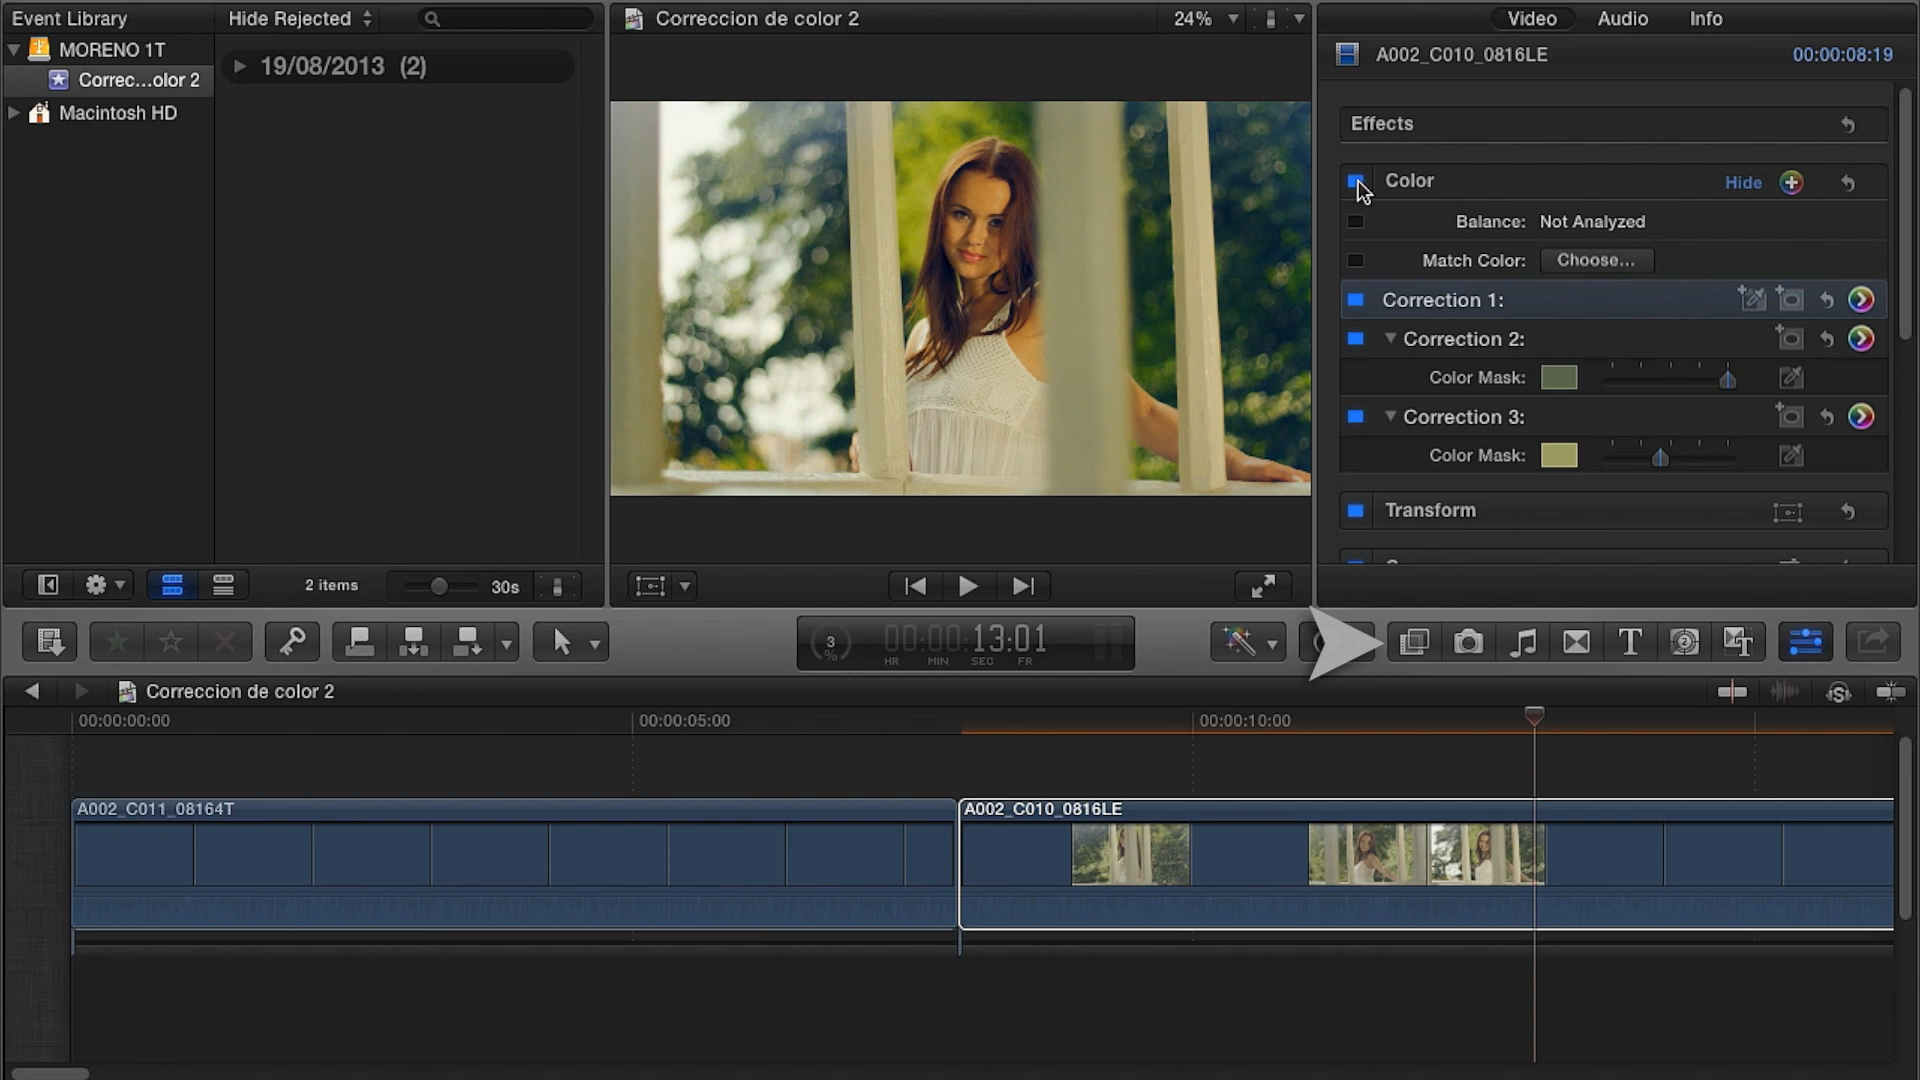 Event Library
Hide Rejected
MORENO 1T
Correc...olor 2
Macintosh HD
19/08/2013 (2)
2 items
30s
Correccion de color 2
24%
Video Audio Info
A002_C010_0816LE
00:00:08:19
Effects
Color
Hide
Balance: Not Analyzed
Match Color: Choose...
Correction 1:
Correction 2:
Color Mask:
Correction 3:
Color Mask:
Transform
3
%
00:00:13:01
HR MIN SEC FR
T
Correccion de color 2
00:00:00:00 00:00:05:00 00:00:10:00
A002_C011_08164T
A002_C010_0816LE